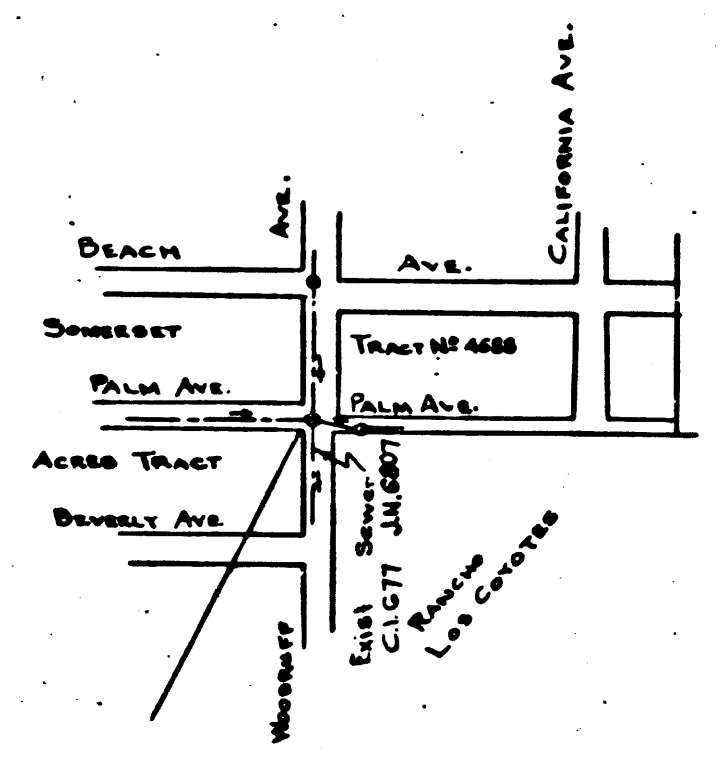 CALIFORNIA AVE.
AVE.
BEACH
AVE.
SOMERSET
TRACT No 4688
PALM AVE.
PALM AVE.
ACRES TRACT
BEVERLY AVE
Exist Sewer
C.I. 677 J.N. 6807
RANCHO
LOS COYOTES
WOODRUFF